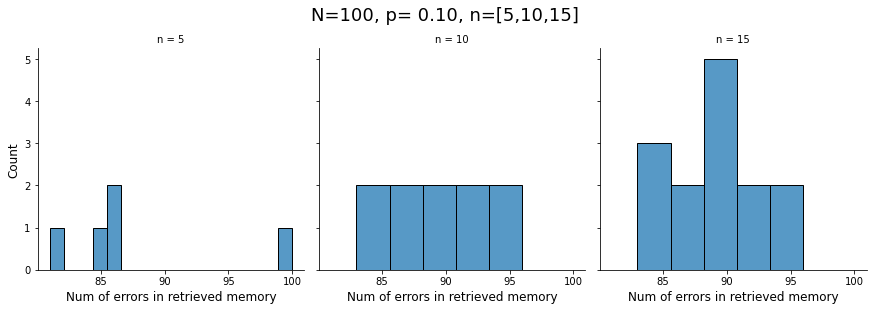 N=100, p= 0.10, n=[5,10,15]
n = 5
n = 10
n = 15
5
4
3
2
1
0
Count
85
90
95
100
85
90
95
100
85
90
95
100
Num of errors in retrieved memory
Num of errors in retrieved memory
Num of errors in retrieved memory